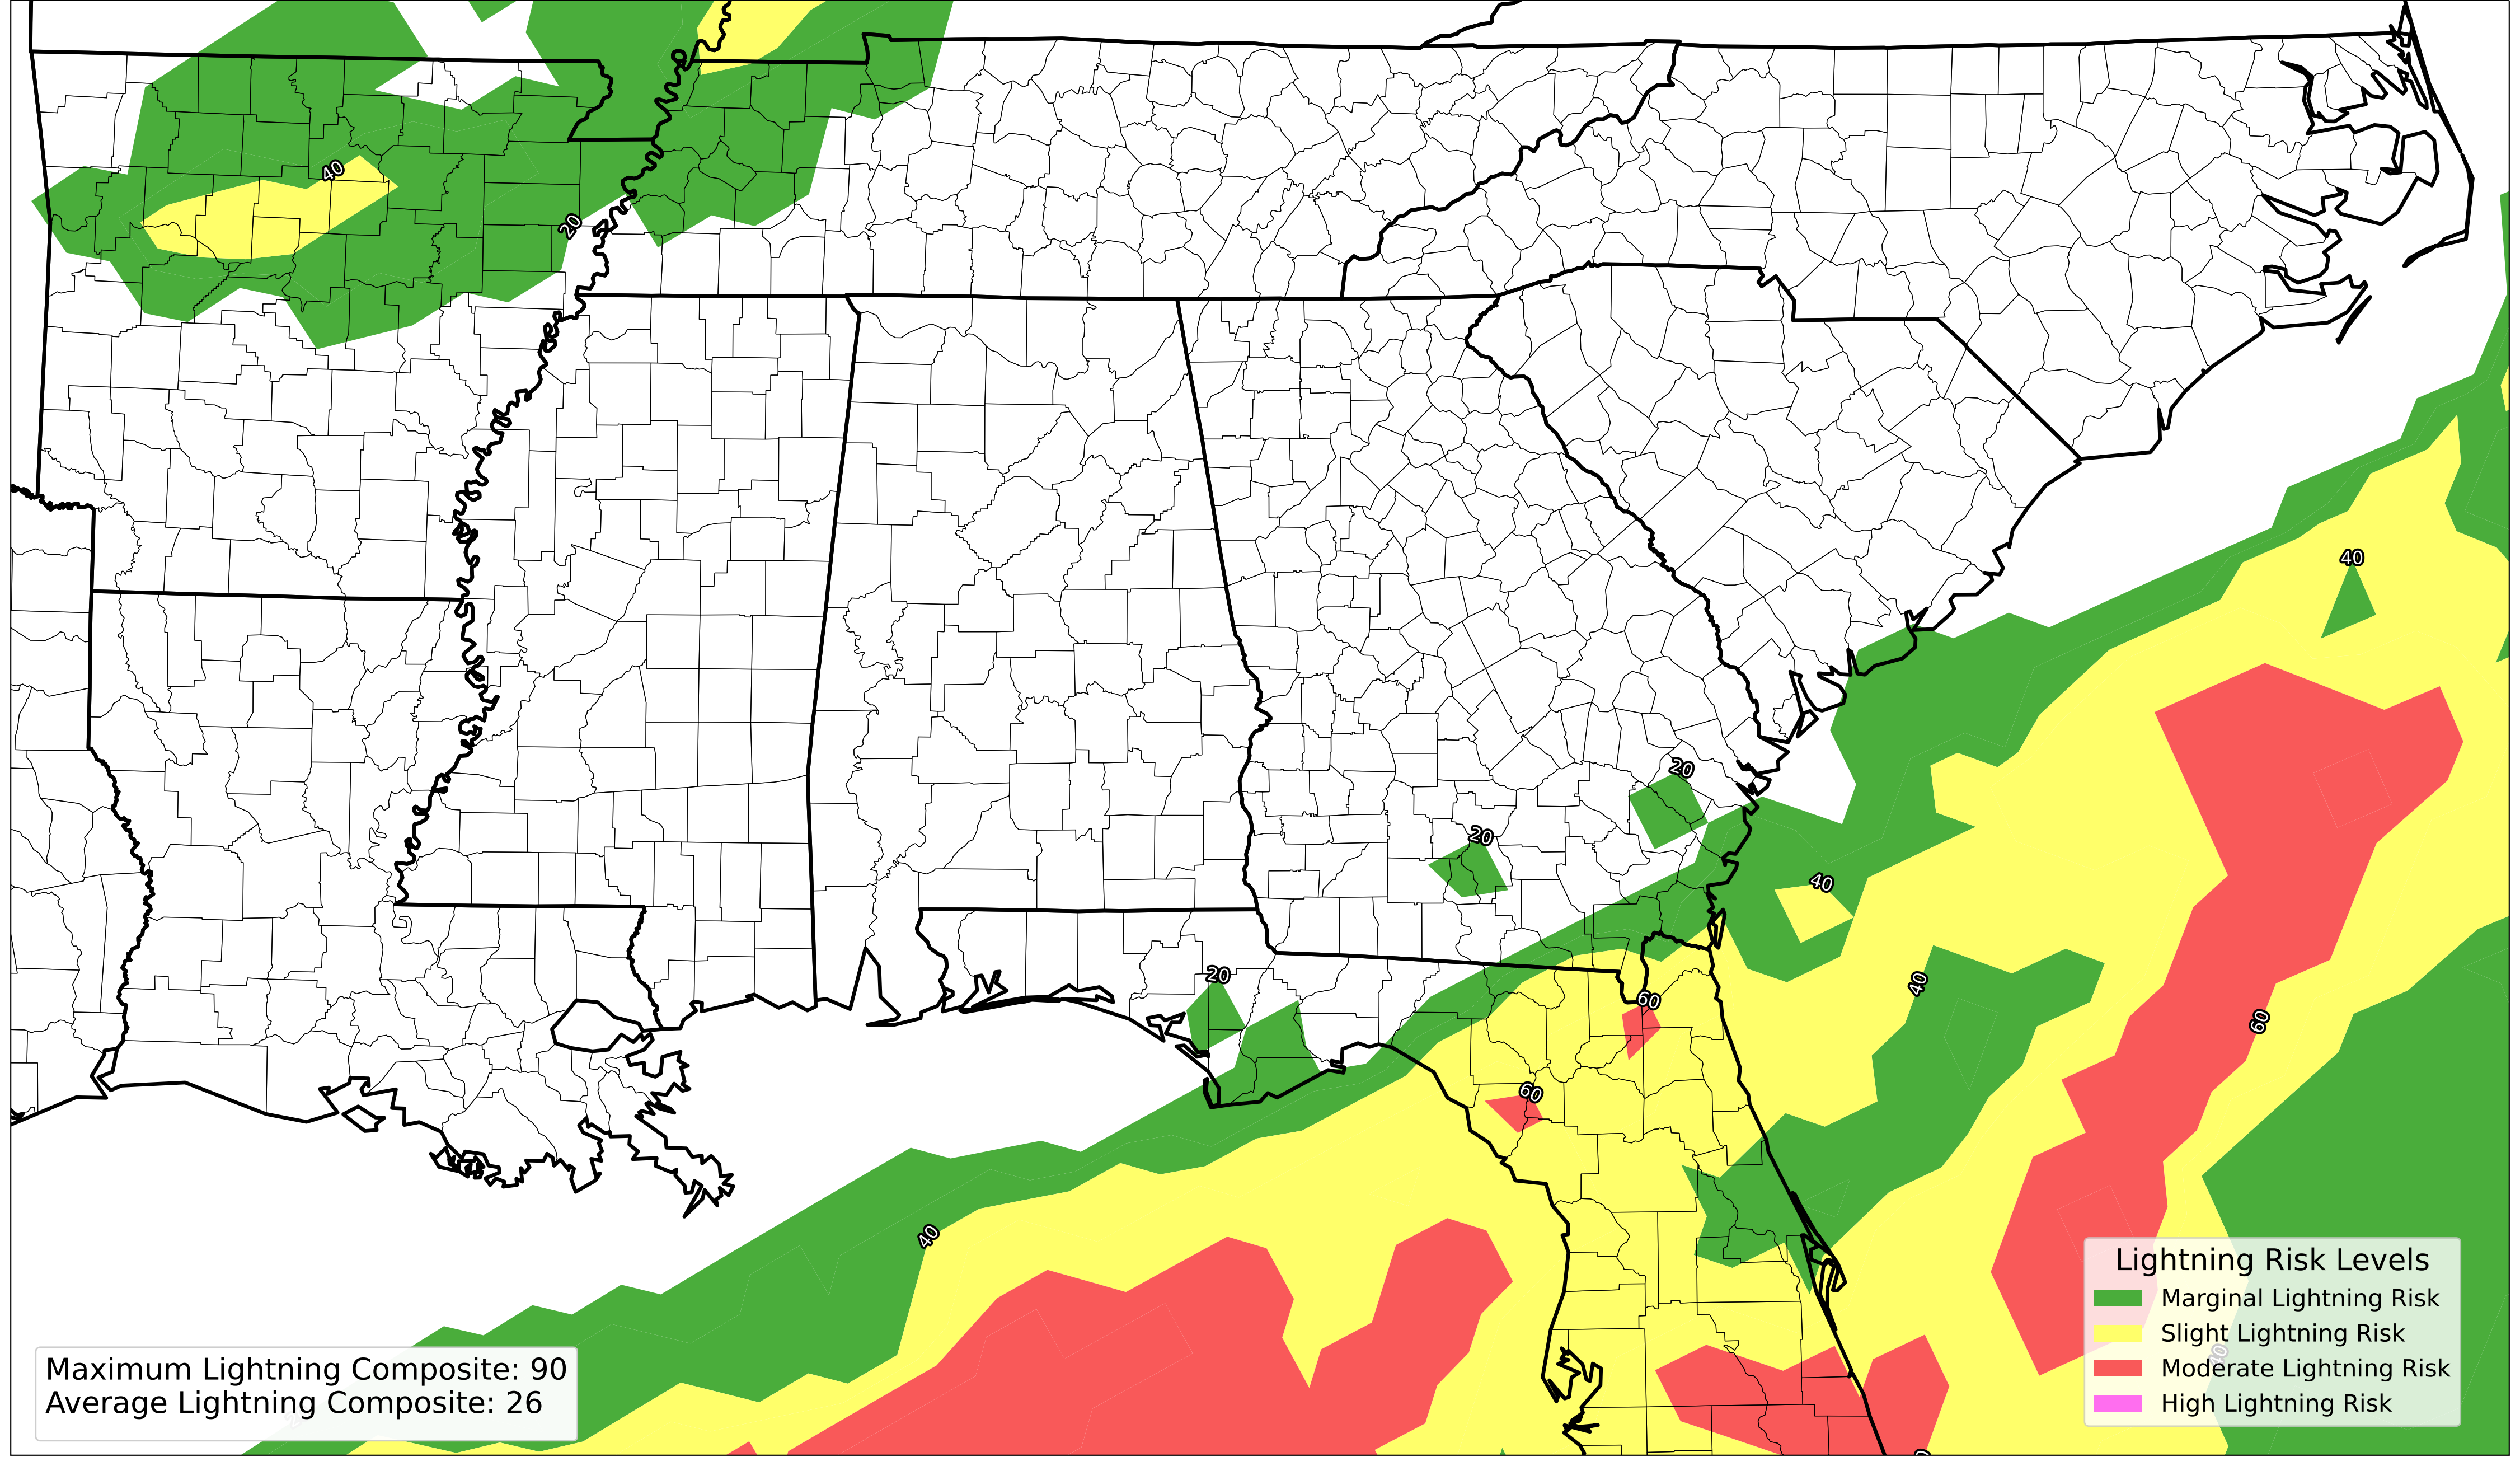 40
20
40
20
20
40
20
40
60
60
60
40
Lightning Risk Levels
Marginal Lightning Risk
Slight Lightning Risk
Moderate Lightning Risk
High Lightning Risk
Maximum Lightning Composite: 90
Average Lightning Composite: 26